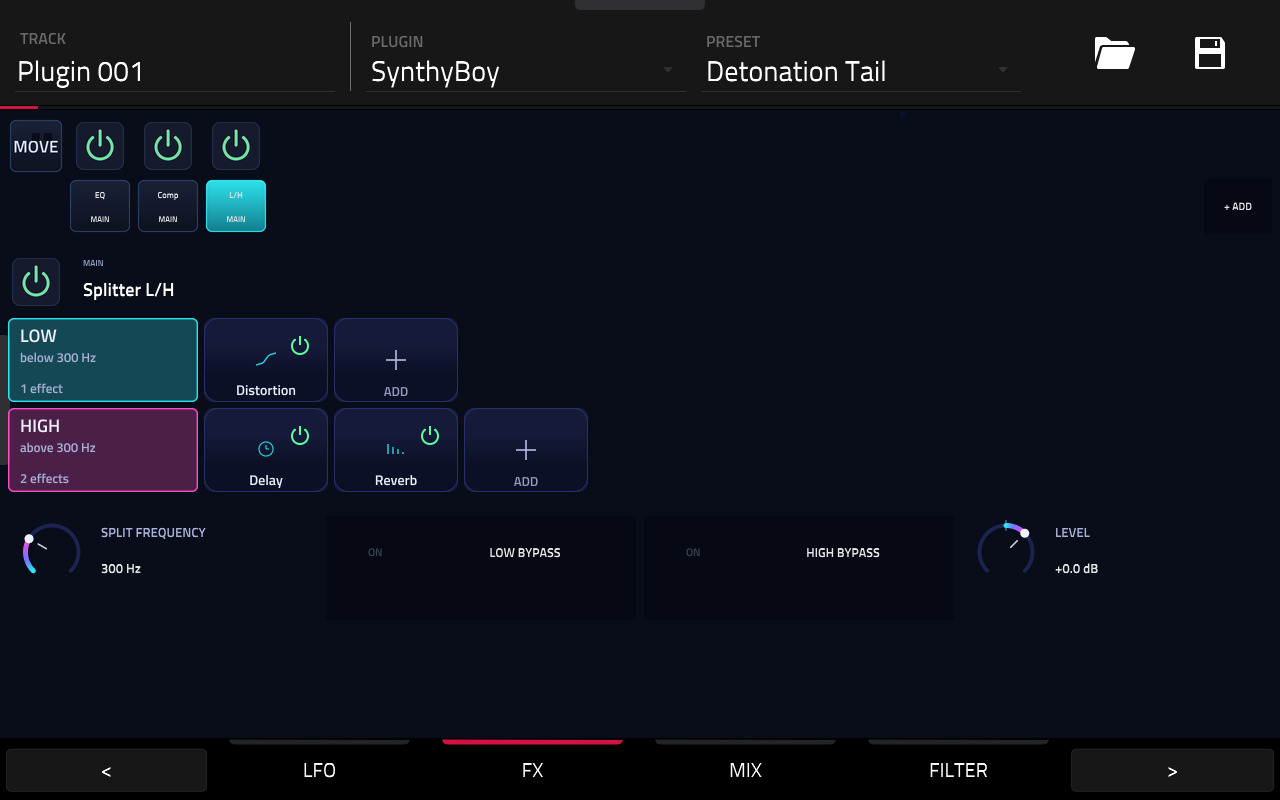 TRACK
Plugin 001
PLUGIN
SynthyBoy
PRESET
Detonation Tail
MOVE
EQ
MAIN
Comp
MAIN
L/H
MAIN
+ ADD
MAIN
Splitter L/H
LOW
below 300 Hz
1 effect
Distortion
ADD
HIGH
above 300 Hz
2 effects
Delay
Reverb
ADD
SPLIT FREQUENCY
300 Hz
ON
LOW BYPASS
ON
HIGH BYPASS
LEVEL
+0.0 dB
<
LFO
FX
MIX
FILTER
>